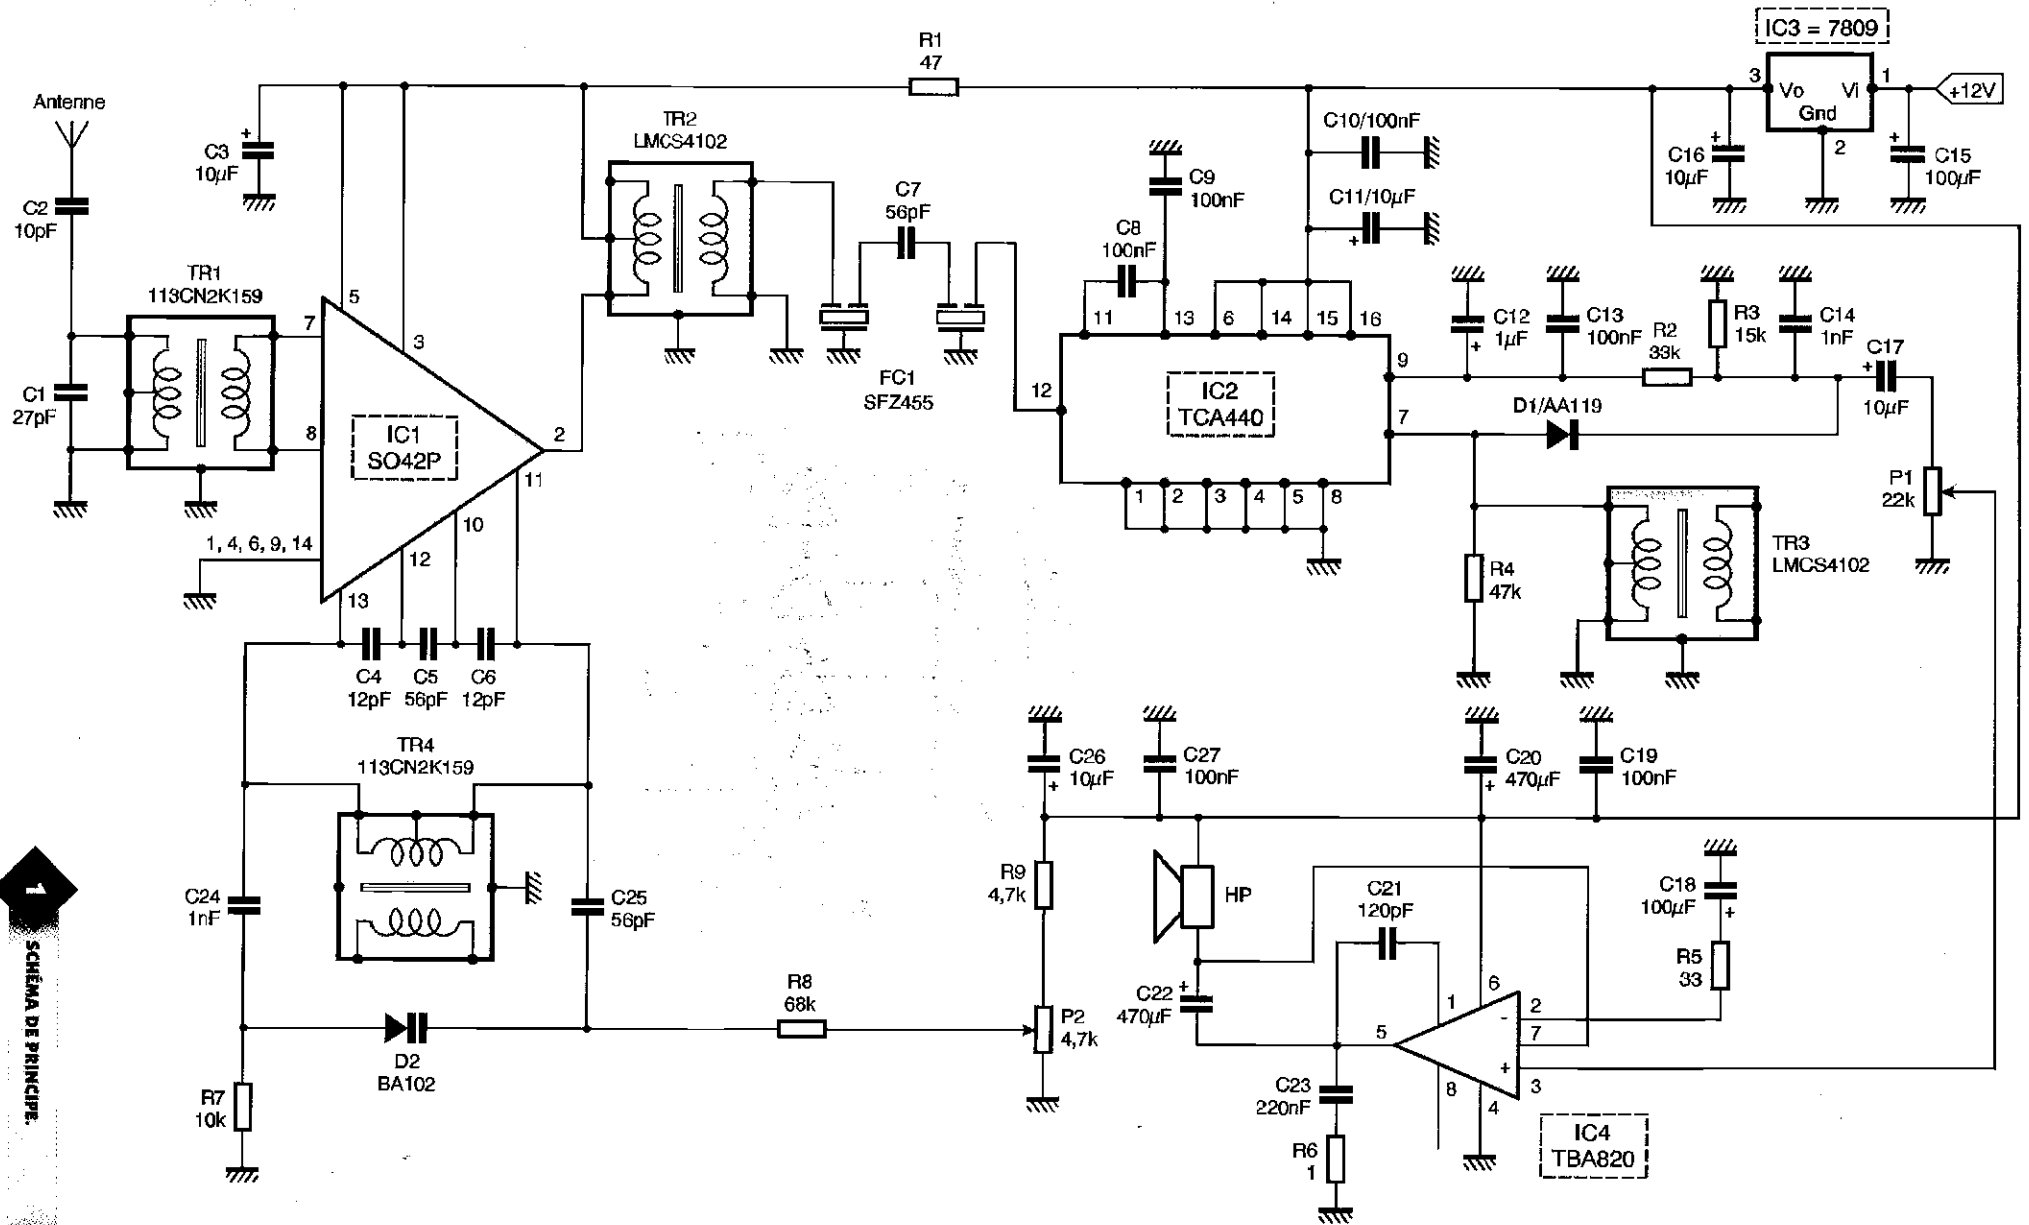 IC3 = 7809
R1
47
3
1
Vo
Vi
+12V
Gnd
2
Antenne
TR2
LMCS4102
C10/100nF
C3
10µF
+
C16
10µF
+
C15
100µF
+
C9
100nF
C7
56pF
C11/10µF
+
C2
10pF
C8
100nF
TR1
113CN2K159
5
7
3
11
13
6
14
15
16
C12
1µF
+
C13
100nF
R2
33k
R3
15k
C14
1nF
C17
10µF
+
9
FC1
SFZ455
12
IC2
TCA440
D1/AA119
7
C1
27pF
8
IC1
SO42P
2
11
P1
22k
1
2
3
4
5
8
10
1, 4, 6, 9, 14
12
TR3
LMCS4102
R4
47k
13
C4
12pF
C5
56pF
C6
12pF
TR4
113CN2K159
C26
10µF
+
C27
100nF
C20
470µF
+
C19
100nF
R9
4,7k
HP
C21
120pF
C18
100µF
+
C24
1nF
C25
56pF
R5
33
R8
68k
C22
470µF
+
P2
4,7k
1
6
2
-
5
7
+
3
8
4
D2
BA102
C23
220nF
R7
10k
R6
1
IC4
TBA820
1
SCHÉMA DE PRINCIPE.